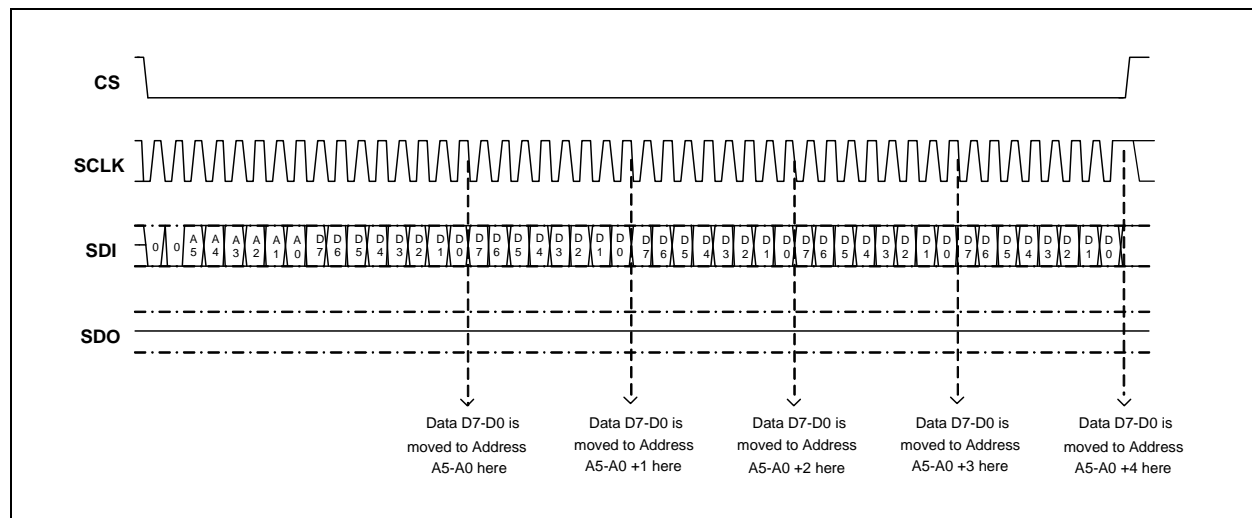 CS
SCLK
SDI
0 0 A5 A4 A3 A2 A1 A0 D7 D6 D5 D4 D3 D2 D1 D0 D7 D6 D5 D4 D3 D2 D1 D0 D7 D6 D5 D4 D3 D2 D1 D0 D7 D6 D5 D4 D3 D2 D1 D0 D7 D6 D5 D4 D3 D2 D1 D0
SDO
Data D7-D0 is
moved to Address
A5-A0 here
Data D7-D0 is
moved to Address
A5-A0 +1 here
Data D7-D0 is
moved to Address
A5-A0 +2 here
Data D7-D0 is
moved to Address
A5-A0 +3 here
Data D7-D0 is
moved to Address
A5-A0 +4 here